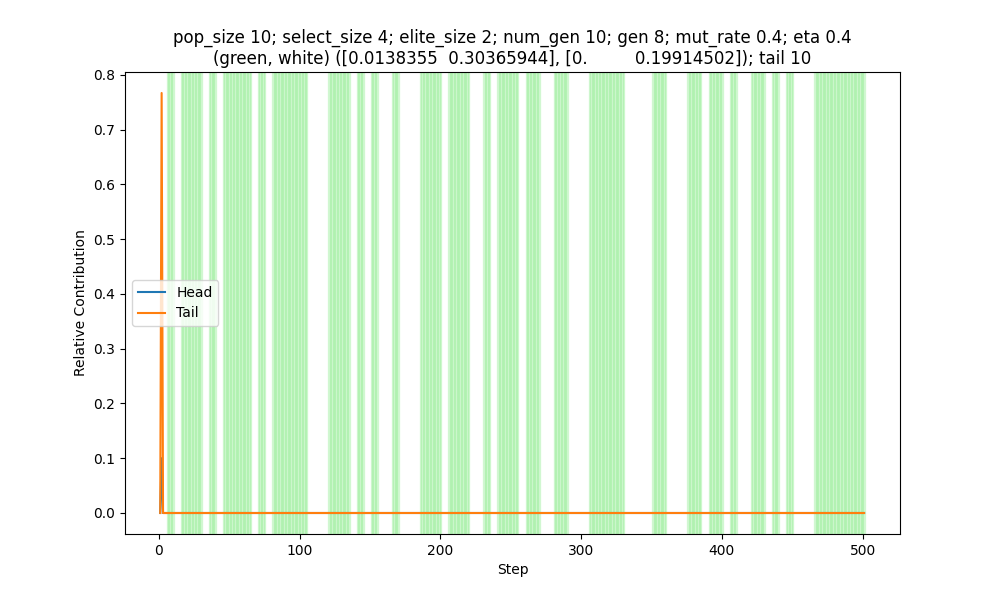 pop_size 10; select_size 4; elite_size 2; num_gen 10; gen 8; mut_rate 0.4; eta 0.4
(green, white) ([0.0138355  0.30365944], [0.         0.19914502]); tail 10
0.8
0.7
0.6
0.5
0.4
0.3
0.2
0.1
0.0
Relative Contribution
Head
Tail
0
100
200
300
400
500
Step